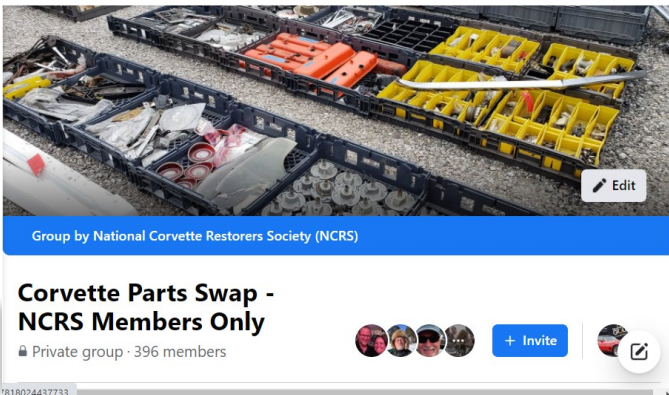 Edit
Group by National Corvette Restorers Society (NCRS)
Corvette Parts Swap -
NCRS Members Only
Private group · 396 members
+ Invite